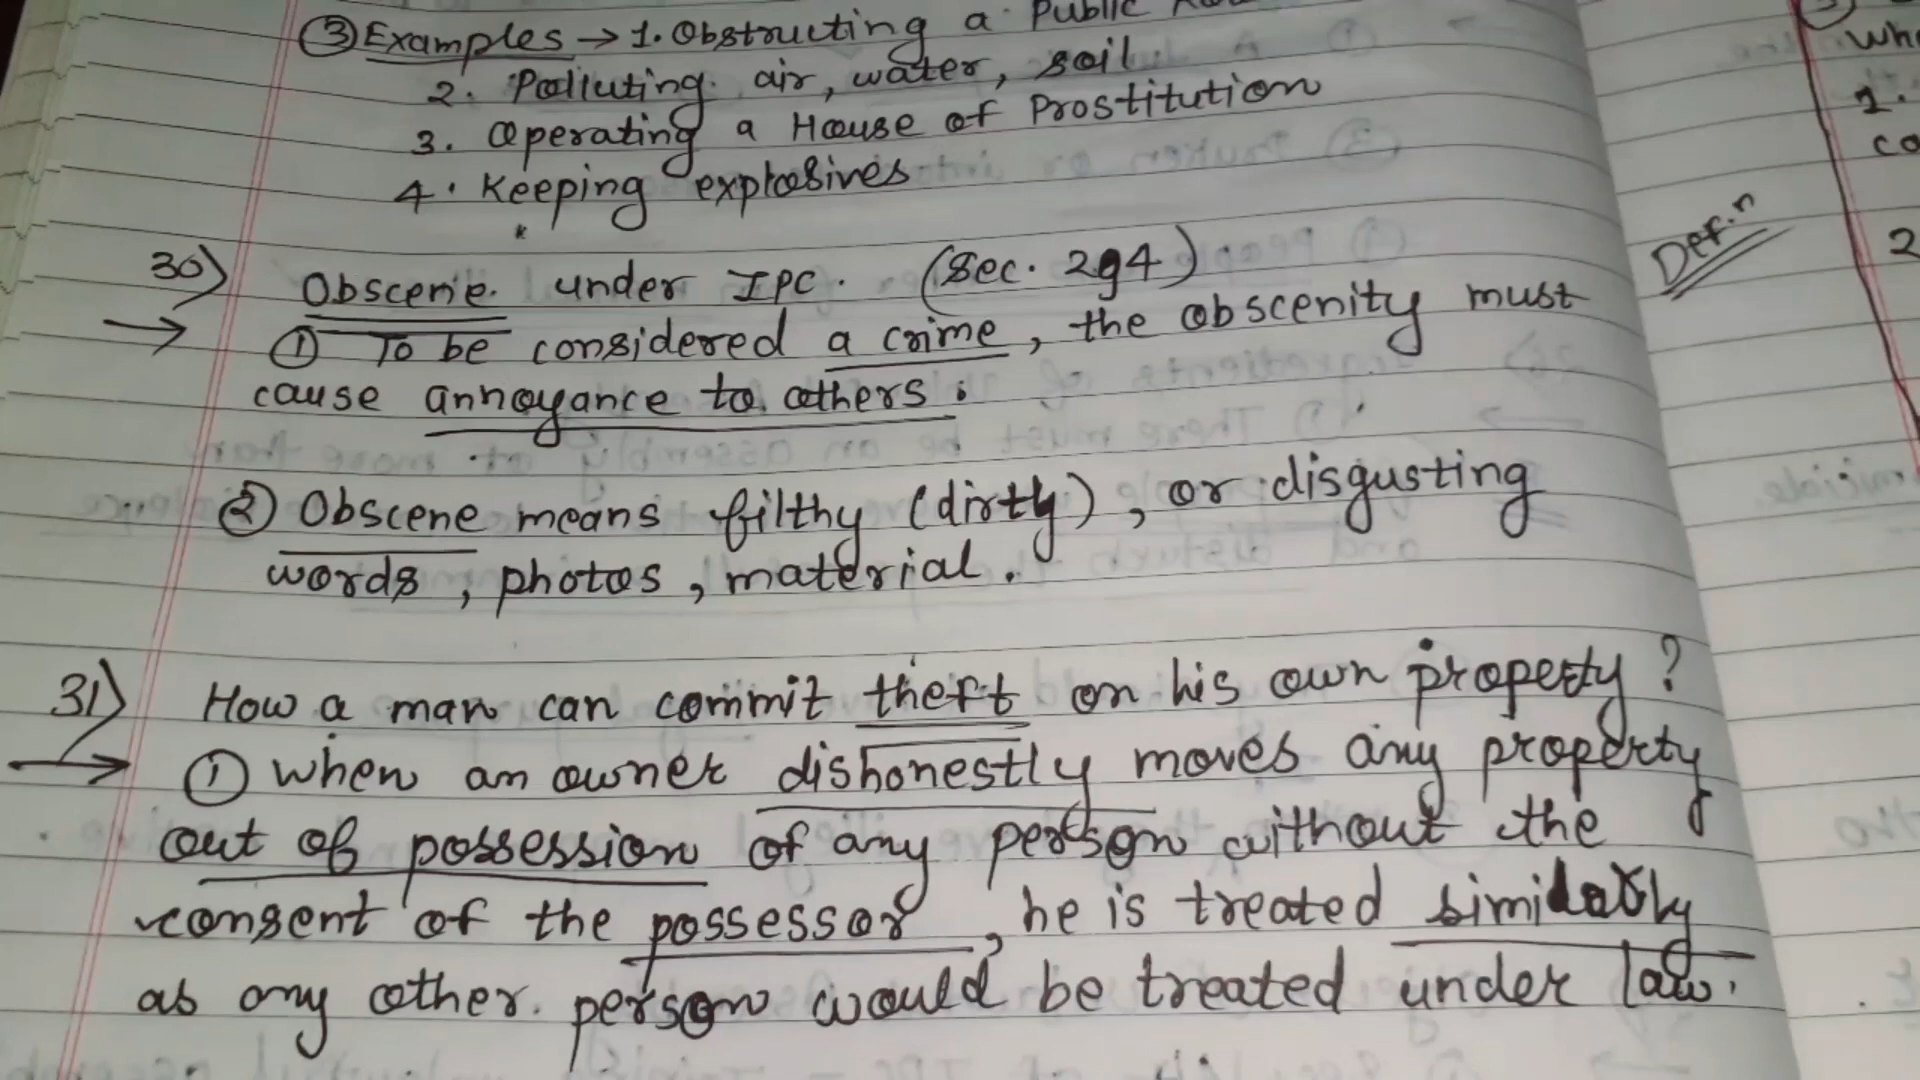 ③ Examples → 1. Obstructing a Public
2. Polluting air, water, soil.
3. Operating a House of Prostitution
4. Keeping explosives
30) Obscene under IPC. (Sec. 294)
→ ① To be considered a crime, the obscenity must
cause annoyance to others.
② Obscene means filthy (dirty), or disgusting
words, photos, material.
31) How a man can commit theft on his own property?
→ ① When an owner dishonestly moves any property
out of possession of any person without the
consent of the possessor, he is treated similarly
as any other person would be treated under law.
Def.n
1.
co
2